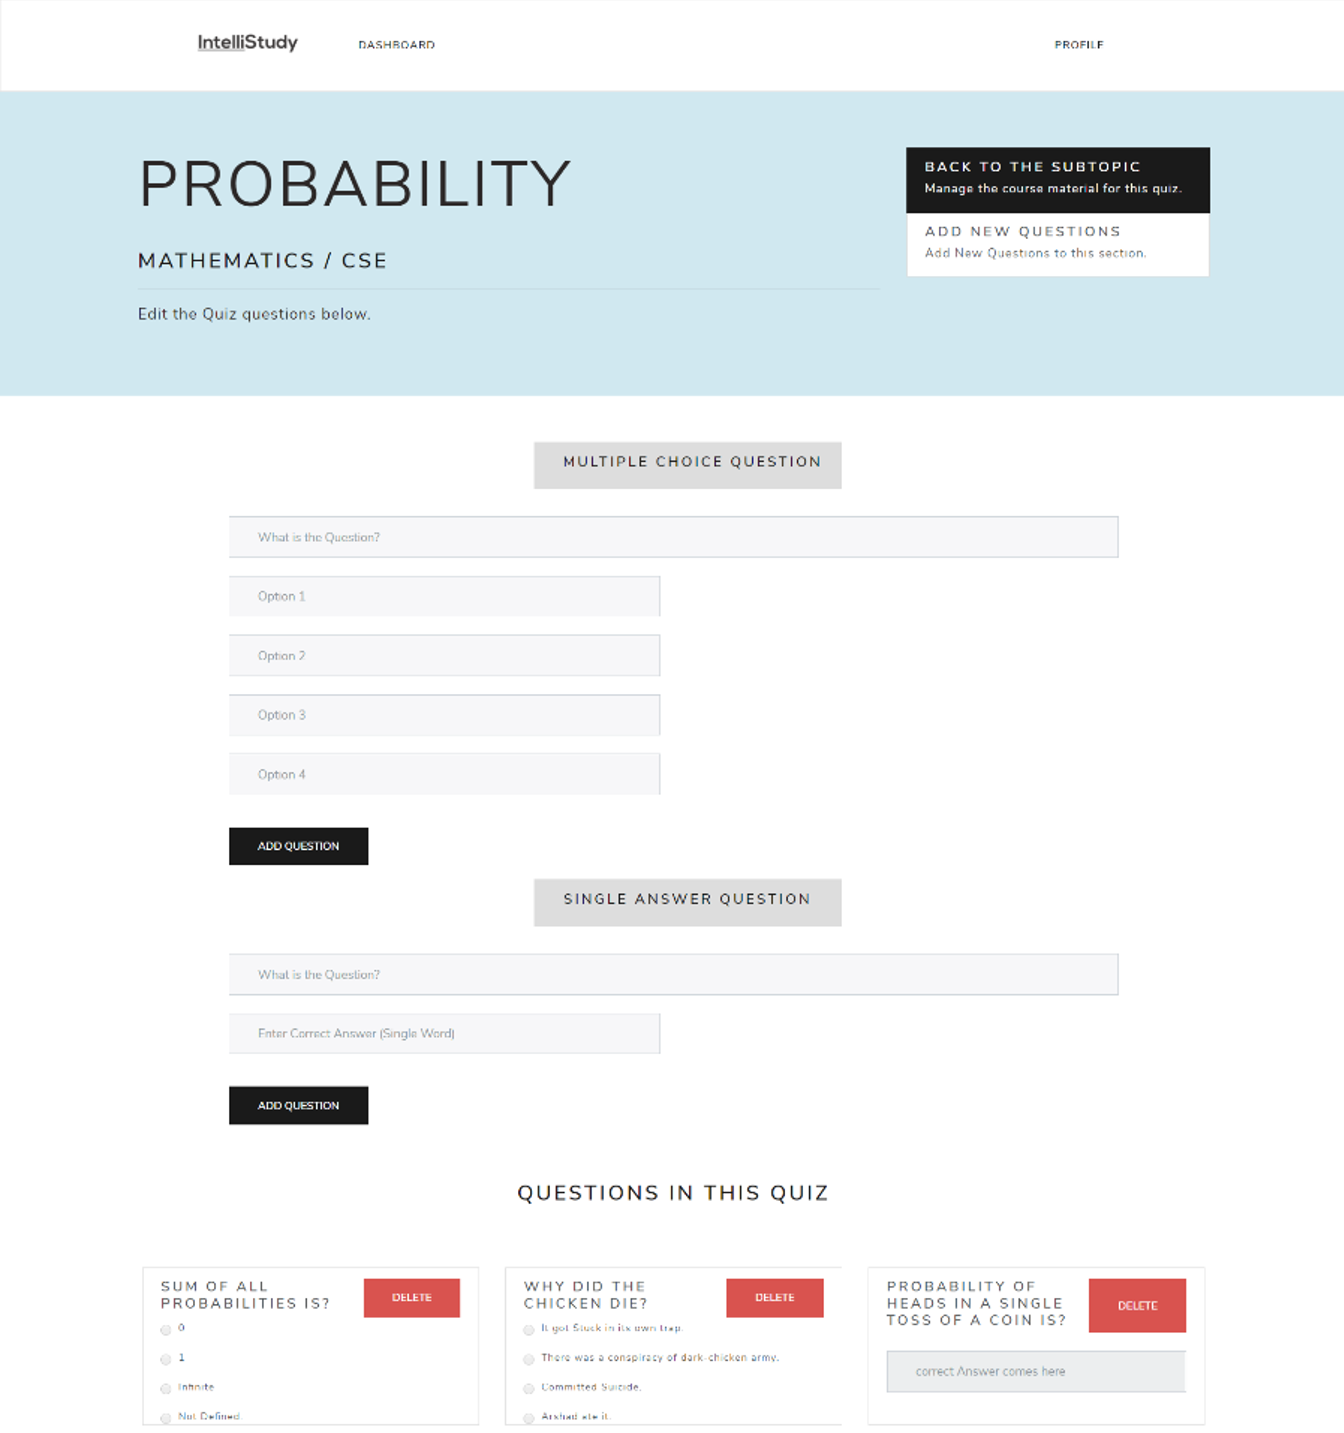 IntelliStudy
DASHBOARD
PROFILE
PROBABILITY
MATHEMATICS / CSE
Edit the Quiz questions below.
BACK TO THE SUBTOPIC
Manage the course material for this quiz.
ADD NEW QUESTIONS
Add New Questions to this section.
MULTIPLE CHOICE QUESTION
What is the Question?
Option 1
Option 2
Option 3
Option 4
ADD QUESTION
SINGLE ANSWER QUESTION
What is the Question?
Enter Correct Answer (Single Word)
ADD QUESTION
QUESTIONS IN THIS QUIZ
SUM OF ALL
PROBABILITIES IS?
DELETE
0
1
Infinite
Not Defined.
WHY DID THE
CHICKEN DIE?
DELETE
It got Stuck in its own trap.
There was a conspiracy of dark-chicken army.
Committed Suicide.
Arshad ate it.
PROBABILITY OF
HEADS IN A SINGLE
TOSS OF A COIN IS?
DELETE
correct Answer comes here